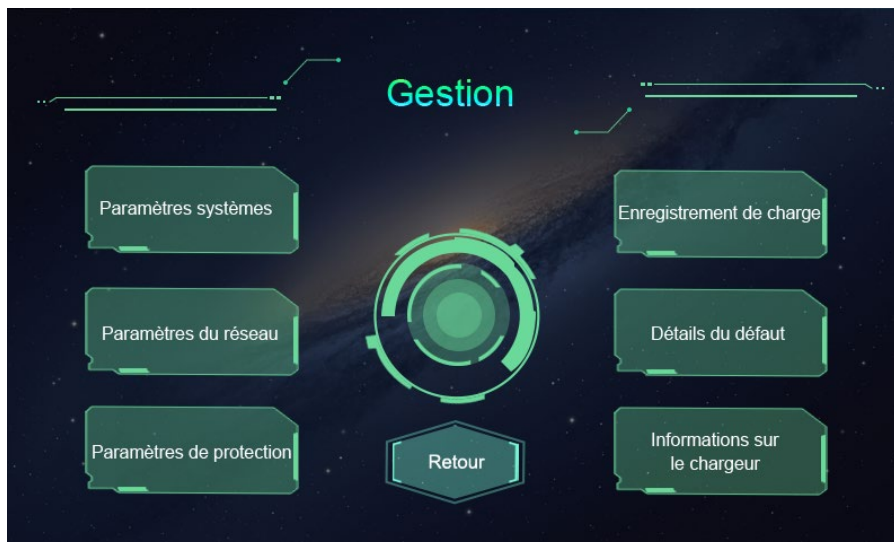 Gestion
Paramètres systèmes
Enregistrement de charge
Paramètres du réseau
Détails du défaut
Paramètres de protection
Informations sur
le chargeur
Retour